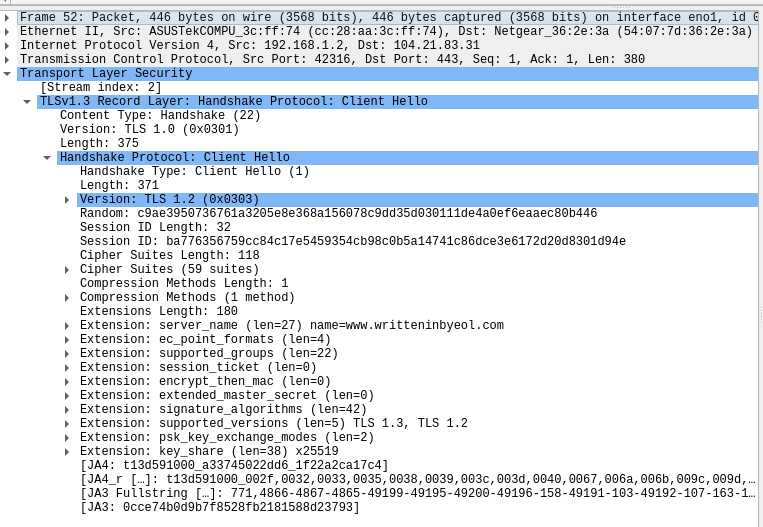 Frame 52: Packet, 446 bytes on wire (3568 bits), 446 bytes captured (3568 bits) on interface eno1, id 0
Ethernet II, Src: ASUSTekCOMPU_3c:ff:74 (cc:28:aa:3c:ff:74), Dst: Netgear_36:2e:3a (54:07:7d:36:2e:3a)
Internet Protocol Version 4, Src: 192.168.1.2, Dst: 104.21.83.31
Transmission Control Protocol, Src Port: 42316, Dst Port: 443, Seq: 1, Ack: 1, Len: 380
Transport Layer Security
[Stream index: 2]
TLSv1.3 Record Layer: Handshake Protocol: Client Hello
Content Type: Handshake (22)
Version: TLS 1.0 (0x0301)
Length: 375
Handshake Protocol: Client Hello
Handshake Type: Client Hello (1)
Length: 371
Version: TLS 1.2 (0x0303)
Random: c9ae3950736761a3205e8e368a156078c9dd35d030111de4a0ef6eaaec80b446
Session ID Length: 32
Session ID: ba776356759cc84c17e5459354cb98c0b5a14741c86dce3e6172d20d8301d94e
Cipher Suites Length: 118
Cipher Suites (59 suites)
Compression Methods Length: 1
Compression Methods (1 method)
Extensions Length: 180
Extension: server_name (len=27) name=www.writteninbyeol.com
Extension: ec_point_formats (len=4)
Extension: supported_groups (len=22)
Extension: session_ticket (len=0)
Extension: encrypt_then_mac (len=0)
Extension: extended_master_secret (len=0)
Extension: signature_algorithms (len=42)
Extension: supported_versions (len=5) TLS 1.3, TLS 1.2
Extension: psk_key_exchange_modes (len=2)
Extension: key_share (len=38) x25519
[JA4: t13d591000_a33745022dd6_1f22a2ca17c4]
[JA4_r […]: t13d591000_002f,0032,0033,0035,0038,0039,003c,003d,0040,0067,006a,006b,009c,009d,…
[JA3 Fullstring […]: 771,4866-4867-4865-49199-49195-49200-49196-158-49191-103-49192-107-163-1…
[JA3: 0cce74b0d9b7f8528fb2181588d23793]